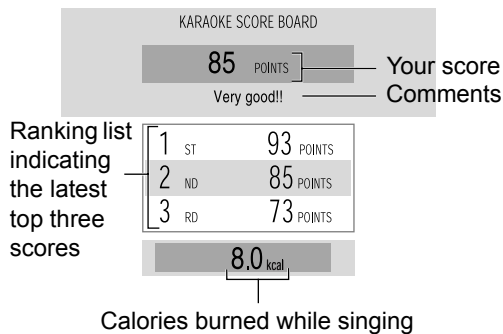 KARAOKE SCORE BOARD
85 POINTS
Your score
Very good!!
Comments
Ranking list
indicating
the latest
top three
scores
1 ST 93 POINTS
2 ND 85 POINTS
3 RD 73 POINTS
8.0 kcal
Calories burned while singing